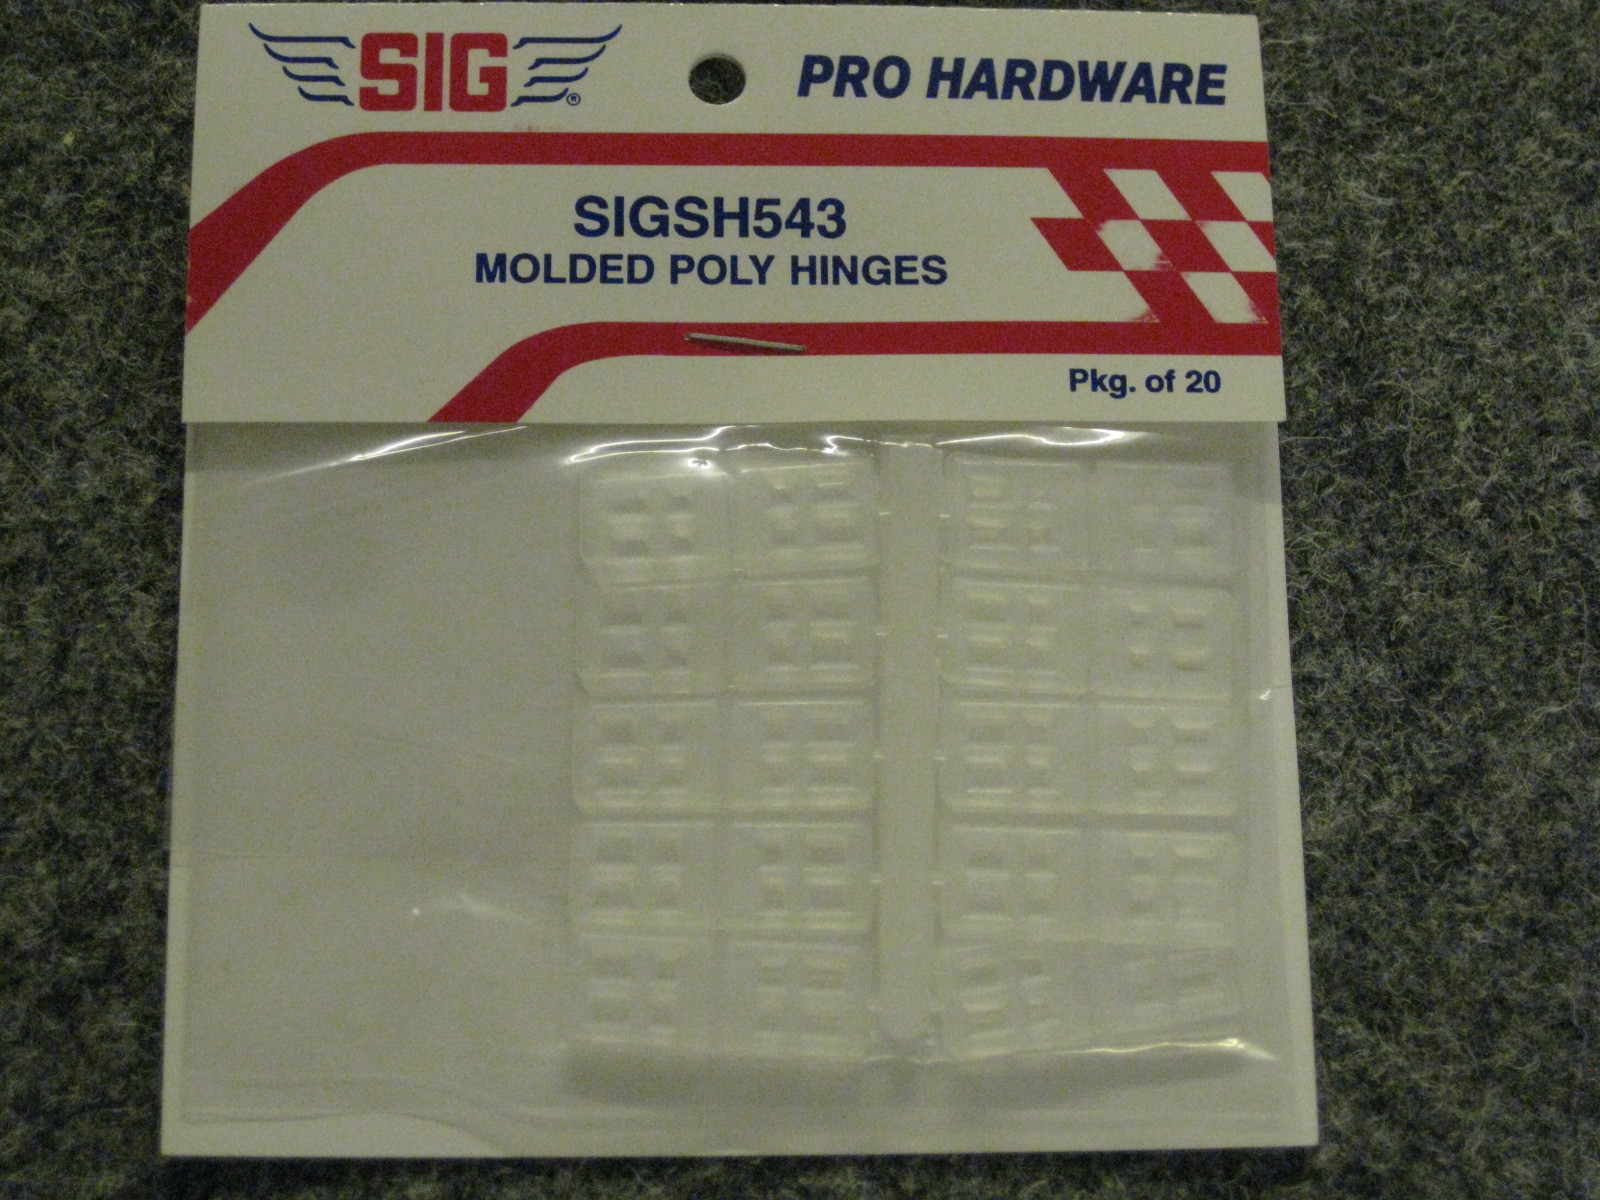 SIG®
PRO HARDWARE
SIGSH543
MOLDED POLY HINGES
Pkg. of 20